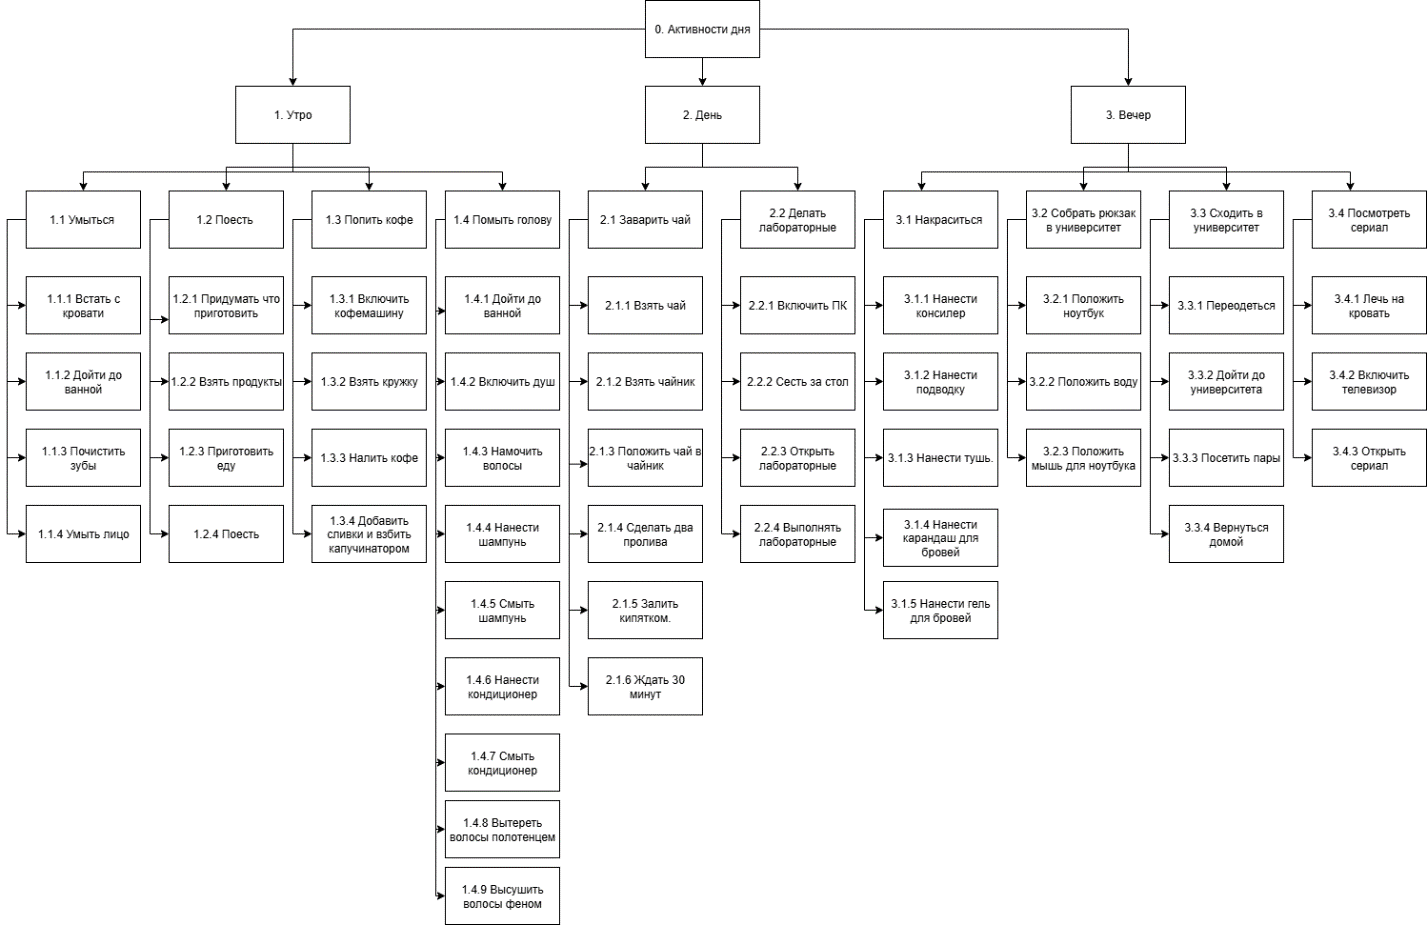 0. Активности дня
1. Утро
2. День
3. Вечер
1.1 Умыться
1.2 Поесть
1.3 Попить кофе
1.4 Помыть голову
2.1 Заварить чай
2.2 Делать
лабораторные
3.1 Накраситься
3.2 Собрать рюкзак
в университет
3.3 Сходить в
университет
3.4 Посмотреть
сериал
1.1.1 Встать с
кровати
1.2.1 Придумать что
приготовить
1.3.1 Включить
кофемашину
1.4.1 Дойти до
ванной
2.1.1 Взять чай
2.2.1 Включить ПК
3.1.1 Нанести
консилер
3.2.1 Положить
ноутбук
3.3.1 Переодеться
3.4.1 Лечь на
кровать
1.1.2 Дойти до
ванной
1.2.2 Взять продукты
1.3.2 Взять кружку
1.4.2 Включить душ
2.1.2 Взять чайник
2.2.2 Сесть за стол
3.1.2 Нанести
подводку
3.2.2 Положить воду
3.3.2 Дойти до
университета
3.4.2 Включить
телевизор
1.1.3 Почистить
зубы
1.2.3 Приготовить
еду
1.3.3 Налить кофе
1.4.3 Намочить
волосы
2.1.3 Положить чай в
чайник
2.2.3 Открыть
лабораторные
3.1.3 Нанести тушь.
3.2.3 Положить
мышь для ноутбука
3.3.3 Посетить пары
3.4.3 Открыть
сериал
1.1.4 Умыть лицо
1.2.4 Поесть
1.3.4 Добавить
сливки и взбить
капучинатором
1.4.4 Нанести
шампунь
2.1.4 Сделать два
пролива
2.2.4 Выполнять
лабораторные
3.1.4 Нанести
карандаш для
бровей
3.3.4 Вернуться
домой
1.4.5 Смыть
шампунь
2.1.5 Залить
кипятком.
3.1.5 Нанести гель
для бровей
1.4.6 Нанести
кондиционер
2.1.6 Ждать 30
минут
1.4.7 Смыть
кондиционер
1.4.8 Вытереть
волосы полотенцем
1.4.9 Высушить
волосы феном